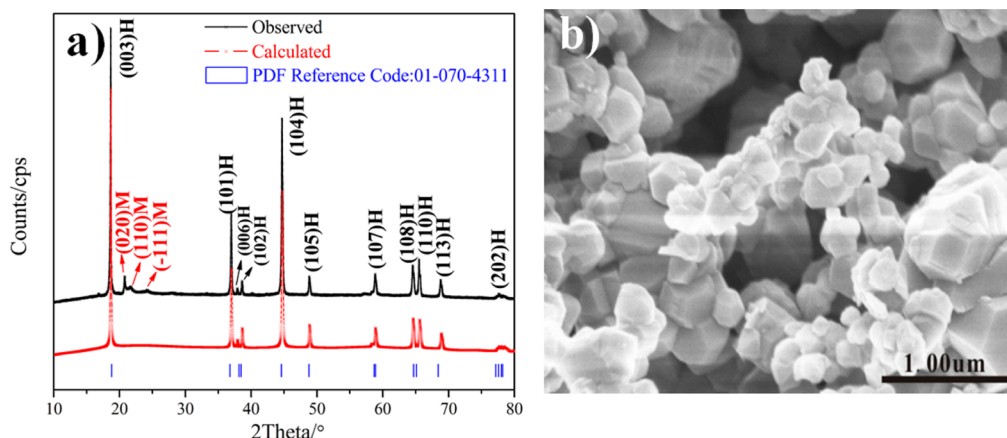 a)
Observed
Calculated
PDF Reference Code:01-070-4311
Counts/cps
(003)H
(020)M
(110)M
(-111)M
(101)H
(006)H
(102)H
(104)H
(105)H
(107)H
(108)H
(110)H
(113)H
(202)H
10 20 30 40 50 60 70 80
2Theta/°
b)
1.00um